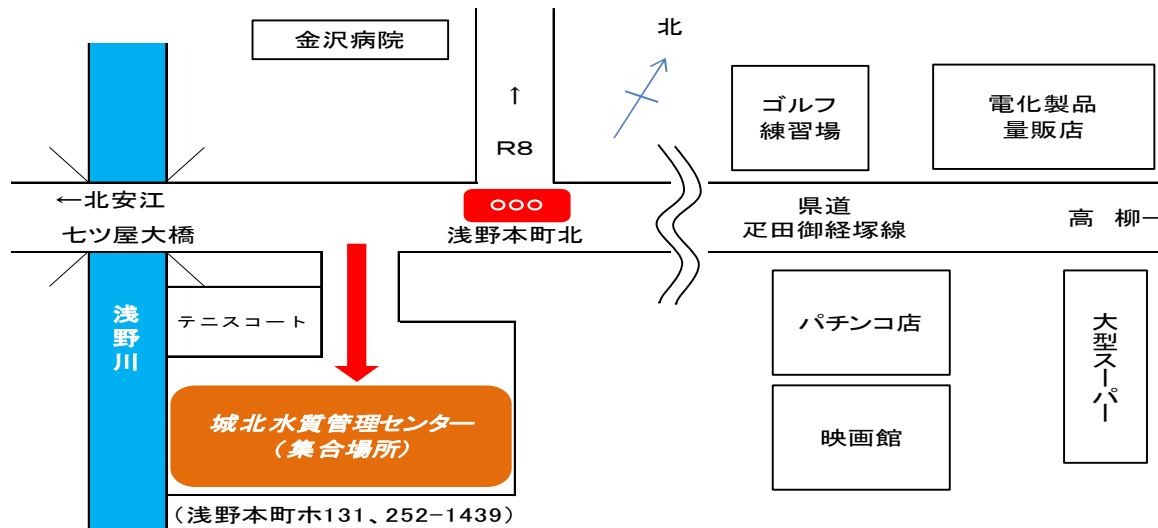 金沢病院
北
↑
R8
ゴルフ
練習場
電化製品
量販店
←北安江
県道
疋田御経塚線
高 柳→
七ツ屋大橋
浅野本町北
浅野川
テニスコート
パチンコ店
大型スーパー
城北水質管理センター
（集合場所）
映画館
（浅野本町ホ131、252-1439）